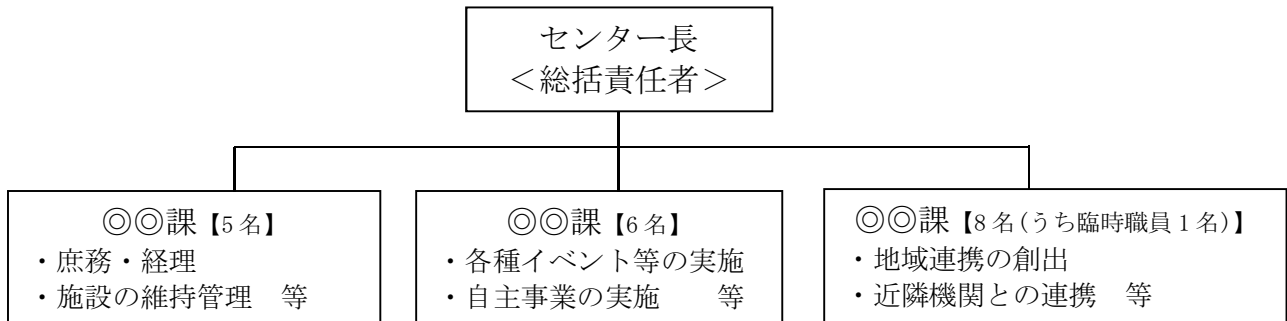 センター長
＜総括責任者＞
◎◎課【5名】
・庶務・経理
・施設の維持管理　等
◎◎課【6名】
・各種イベント等の実施
・自主事業の実施　　等
◎◎課【8名(うち臨時職員1名)】
・地域連携の創出
・近隣機関との連携　等